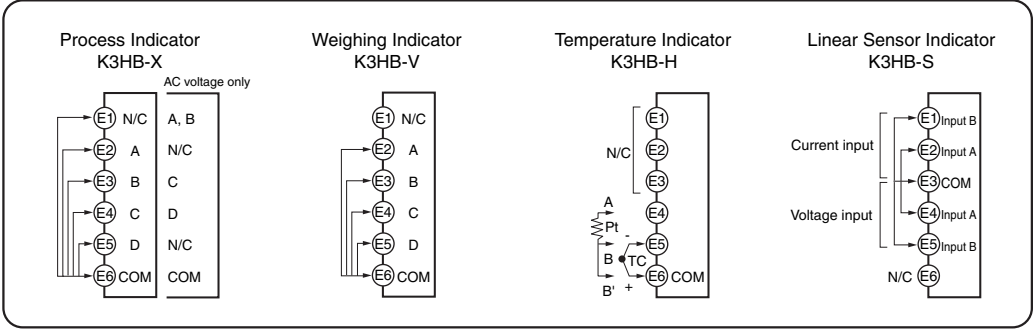 Process Indicator
K3HB-X
AC voltage only
E1 N/C A, B
E2 A N/C
E3 B C
E4 C D
E5 D N/C
E6 COM COM
Weighing Indicator
K3HB-V
E1 N/C
E2 A
E3 B
E4 C
E5 D
E6 COM
Temperature Indicator
K3HB-H
E1
N/C E2
E3
A E4
Pt
- E5
B TC
B' + E6 COM
Linear Sensor Indicator
K3HB-S
E1 Input B
Current input E2 Input A
E3 COM
Voltage input E4 Input A
E5 Input B
N/C E6